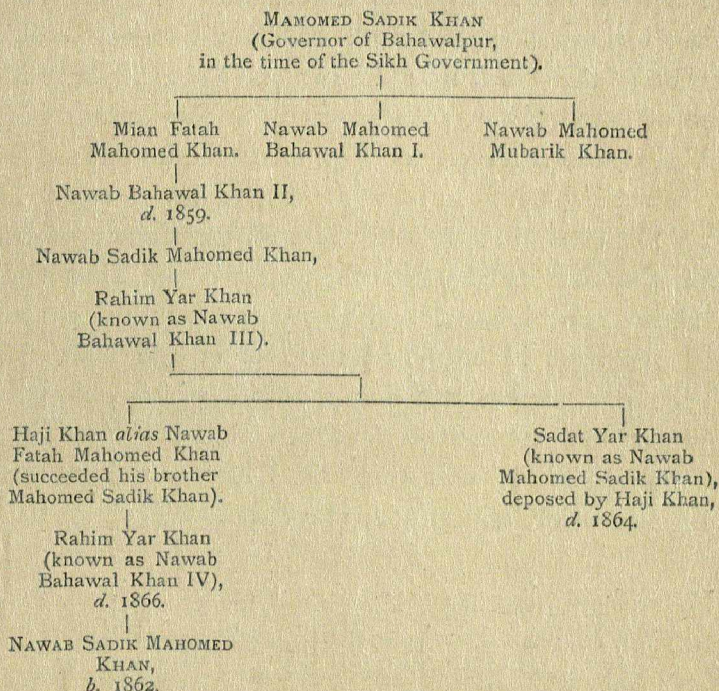 MAMOMED SADIK KHAN
(Governor of Bahawalpur,
in the time of the Sikh Government).
Mian Fatah
Mahomed Khan.
Nawab Mahomed
Bahawal Khan I.
Nawab Mahomed
Mubarik Khan.
Nawab Bahawal Khan II,
d. 1859.
Nawab Sadik Mahomed Khan,
Rahim Yar Khan
(known as Nawab
Bahawal Khan III).
Haji Khan alias Nawab
Fatah Mahomed Khan
(succeeded his brother
Mahomed Sadik Khan).
Sadat Yar Khan
(known as Nawab
Mahomed Sadik Khan),
deposed by Haji Khan,
d. 1864.
Rahim Yar Khan
(known as Nawab
Bahawal Khan IV),
d. 1866.
NAWAB SADIK MAHOMED
KHAN,
b. 1862.